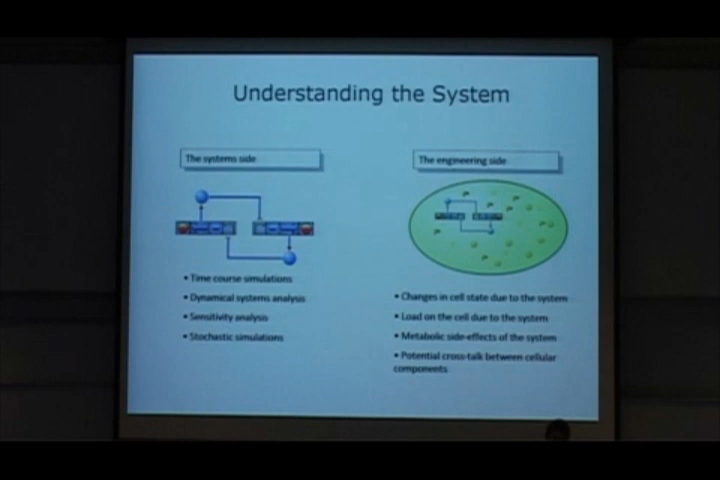 Understanding the System
The systems side
• Time course simulations
• Dynamical systems analysis
• Sensitivity analysis
• Stochastic simulations
The engineering side
• Changes in cell state due to the system
• Load on the cell due to the system
• Metabolic side-effects of the system
• Potential cross-talk between cellular
components